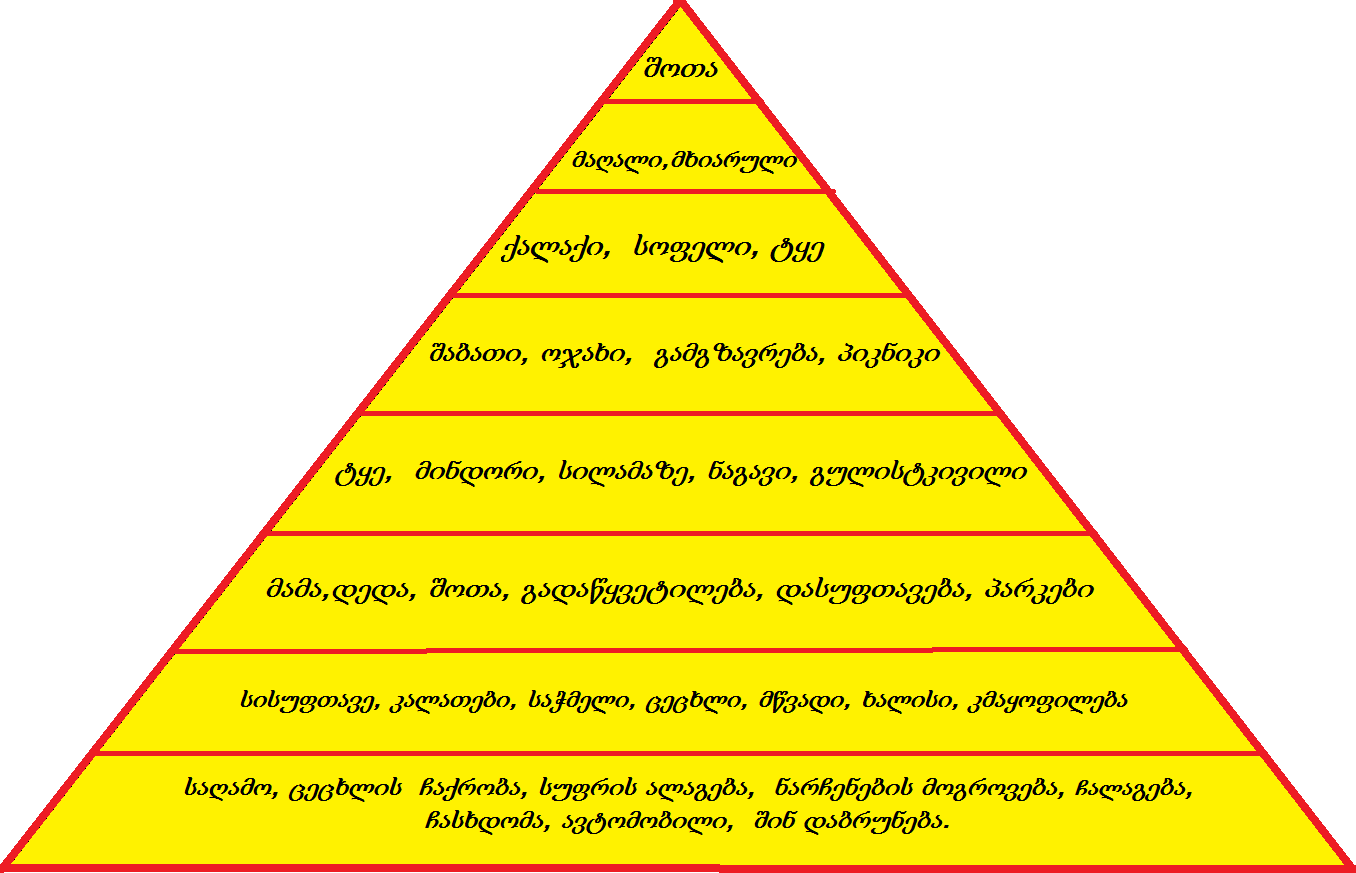 შოთა
მაღალი,მხიარული
ქალაქი, სოფელი, ტყე
შაბათი, ოჯახი, გამგზავრება, პიკნიკი
ტყე, მინდორი, სილამაზე, ნაგავი, გულისტკივილი
მამა,დედა, შოთა, გადაწყვეტილება, დასუფთავება, პარკები
სისუფთავე, კალათები, საჭმელი, ცეცხლი, მწვადი, ხალისი, კმაყოფილება
საღამო, ცეცხლის ჩაქრობა, სუფრის ალაგება, ნარჩენების მოგროვება, ჩალაგება,
ჩასხდომა, ავტომობილი, შინ დაბრუნება.